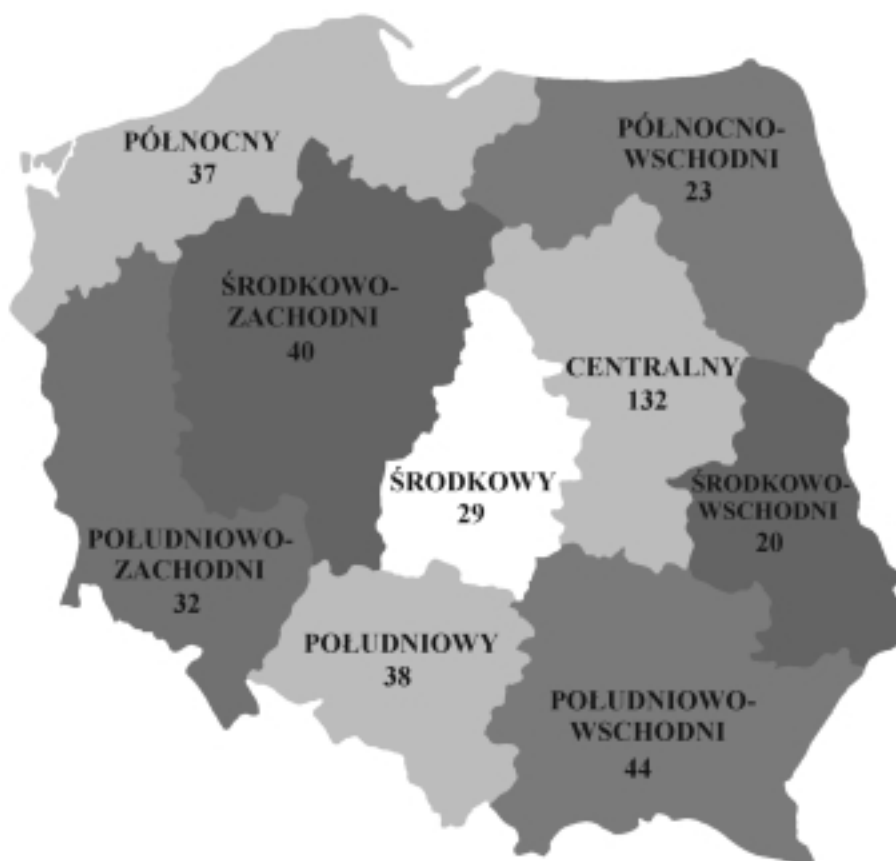 PÓŁNOCNY
37
PÓŁNOCNO-
WSCHODNI
23
ŚRODKOWO-
ZACHODNI
40
CENTRALNY
132
ŚRODKOWY
29
ŚRODKOWO-
WSCHODNI
20
POŁUDNIOWO-
ZACHODNI
32
POŁUDNIOWY
38
POŁUDNIOWO-
WSCHODNI
44